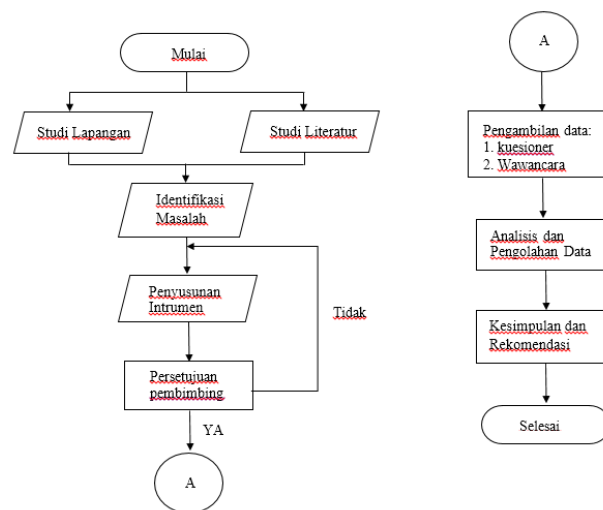 Mulai
Studi Lapangan
Studi Literatur
Identifikasi
Masalah
Penyusunan
Intrumen
Tidak
Persetujuan
pembimbing
YA
A
A
Pengambilan data:
1. kuesioner
2. Wawancara
Analisis dan
Pengolahan Data
Kesimpulan dan
Rekomendasi
Selesai